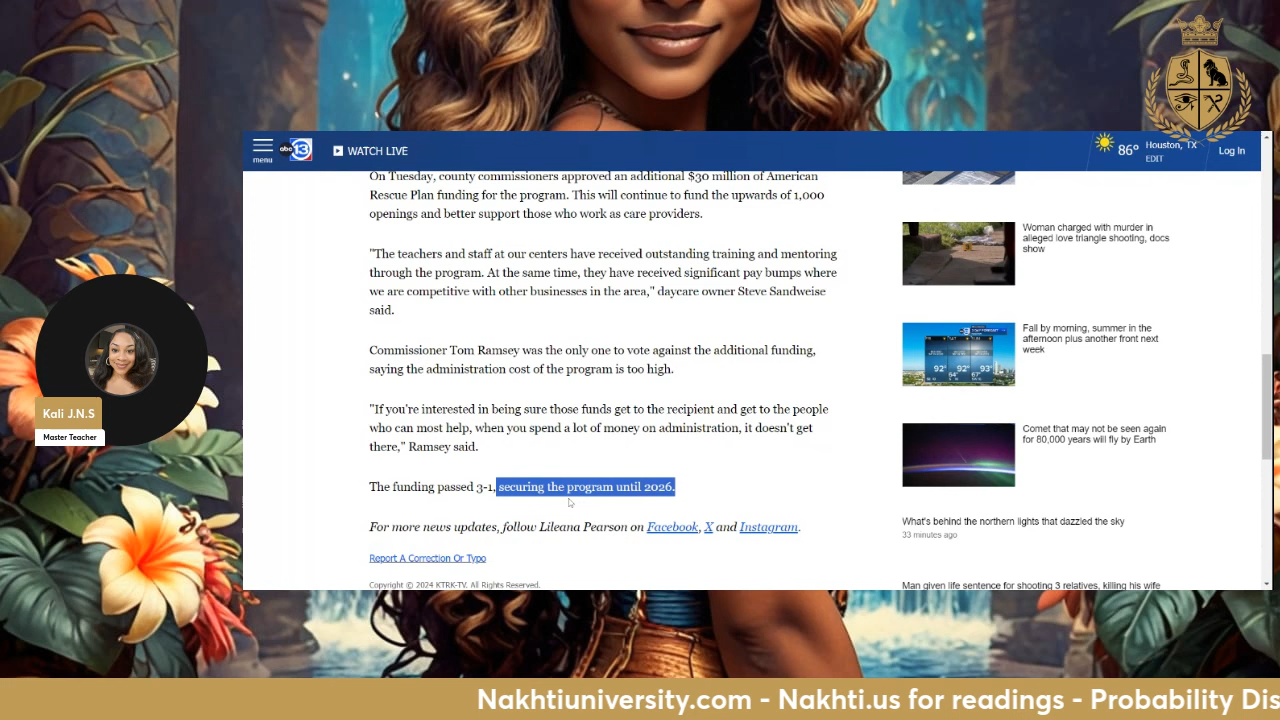 menu
abc 13
WATCH LIVE
86°
Houston, TX
EDIT
Log In
On Tuesday, county commissioners approved an additional $30 million of American
Rescue Plan funding for the program. This will continue to fund the upwards of 1,000
openings and better support those who work as care providers.
"The teachers and staff at our centers have received outstanding training and mentoring
through the program. At the same time, they have received significant pay bumps where
we are competitive with other businesses in the area," daycare owner Steve Sandweise
said.
Commissioner Tom Ramsey was the only one to vote against the additional funding,
saying the administration cost of the program is too high.
"If you're interested in being sure those funds get to the recipient and get to the people
who can most help, when you spend a lot of money on administration, it doesn't get
there," Ramsey said.
The funding passed 3-1, securing the program until 2026.
For more news updates, follow Lileana Pearson on Facebook, X and Instagram.
Report A Correction Or Typo
Copyright © 2024 KTRK-TV. All Rights Reserved.
Woman charged with murder in
alleged love triangle shooting, docs
show
Fall by morning, summer in the
afternoon plus another front next
week
92° 92° 93°
Comet that may not be seen again
for 80,000 years will fly by Earth
What's behind the northern lights that dazzled the sky
33 minutes ago
Man given life sentence for shooting 3 relatives, killing his wife
Kali J.N.S
Master Teacher
Nakhtiuniversity.com - Nakhti.us for readings - Probability Dis